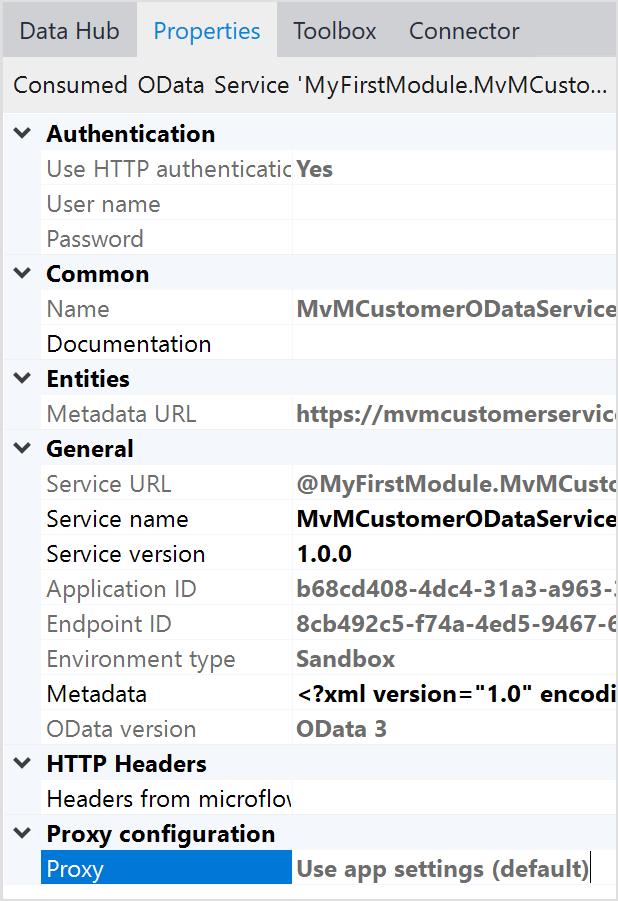 Data Hub Properties Toolbox Connector
Consumed OData Service 'MyFirstModule.MvMCusto...
Authentication
Use HTTP authenticatic Yes
User name
Password
Common
Name MvMCustomerODataService
Documentation
Entities
Metadata URL https://mvmcustomerservic
General
Service URL @MyFirstModule.MvMCusto
Service name MvMCustomerODataService
Service version 1.0.0
Application ID b68cd408-4dc4-31a3-a963-
Endpoint ID 8cb492c5-f74a-4ed5-9467-6
Environment type Sandbox
Metadata <?xml version="1.0" encodi
OData version OData 3
HTTP Headers
Headers from microflow
Proxy configuration
Proxy Use app settings (default)